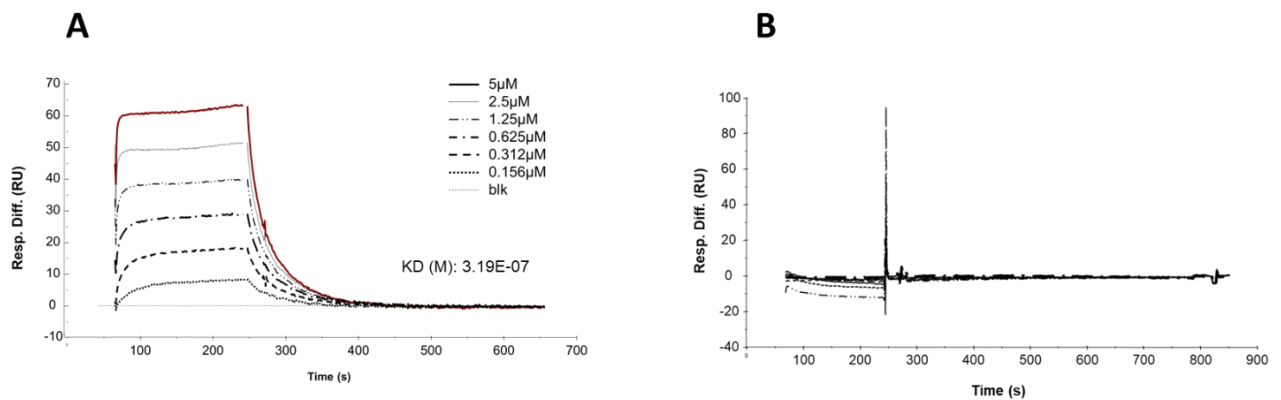 A
70
60
50
40
30
20
10
0
-10
Resp. Diff. (RU)
5µM
2.5µM
1.25µM
0.625µM
0.312µM
0.156µM
blk
KD (M): 3.19E-07
0
100
200
300
400
500
600
700
Time (s)
B
100
80
60
40
20
0
-20
-40
Resp. Diff. (RU)
0
100
200
300
400
500
600
700
800
900
Time (s)